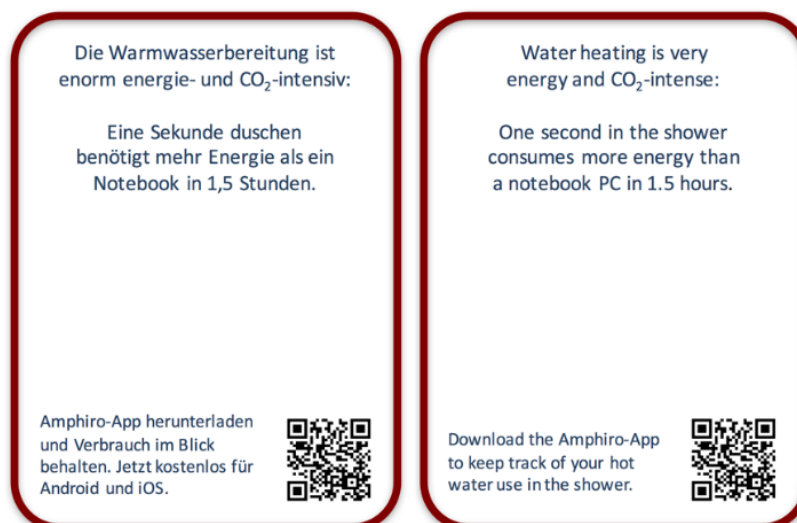 Die Warmwasserbereitung ist
enorm energie- und CO₂-intensiv:
Eine Sekunde duschen
benötigt mehr Energie als ein
Notebook in 1,5 Stunden.
Amphiro-App herunterladen
und Verbrauch im Blick
behalten. Jetzt kostenlos für
Android und iOS.
Water heating is very
energy and CO₂-intense:
One second in the shower
consumes more energy than
a notebook PC in 1.5 hours.
Download the Amphiro-App
to keep track of your hot
water use in the shower.